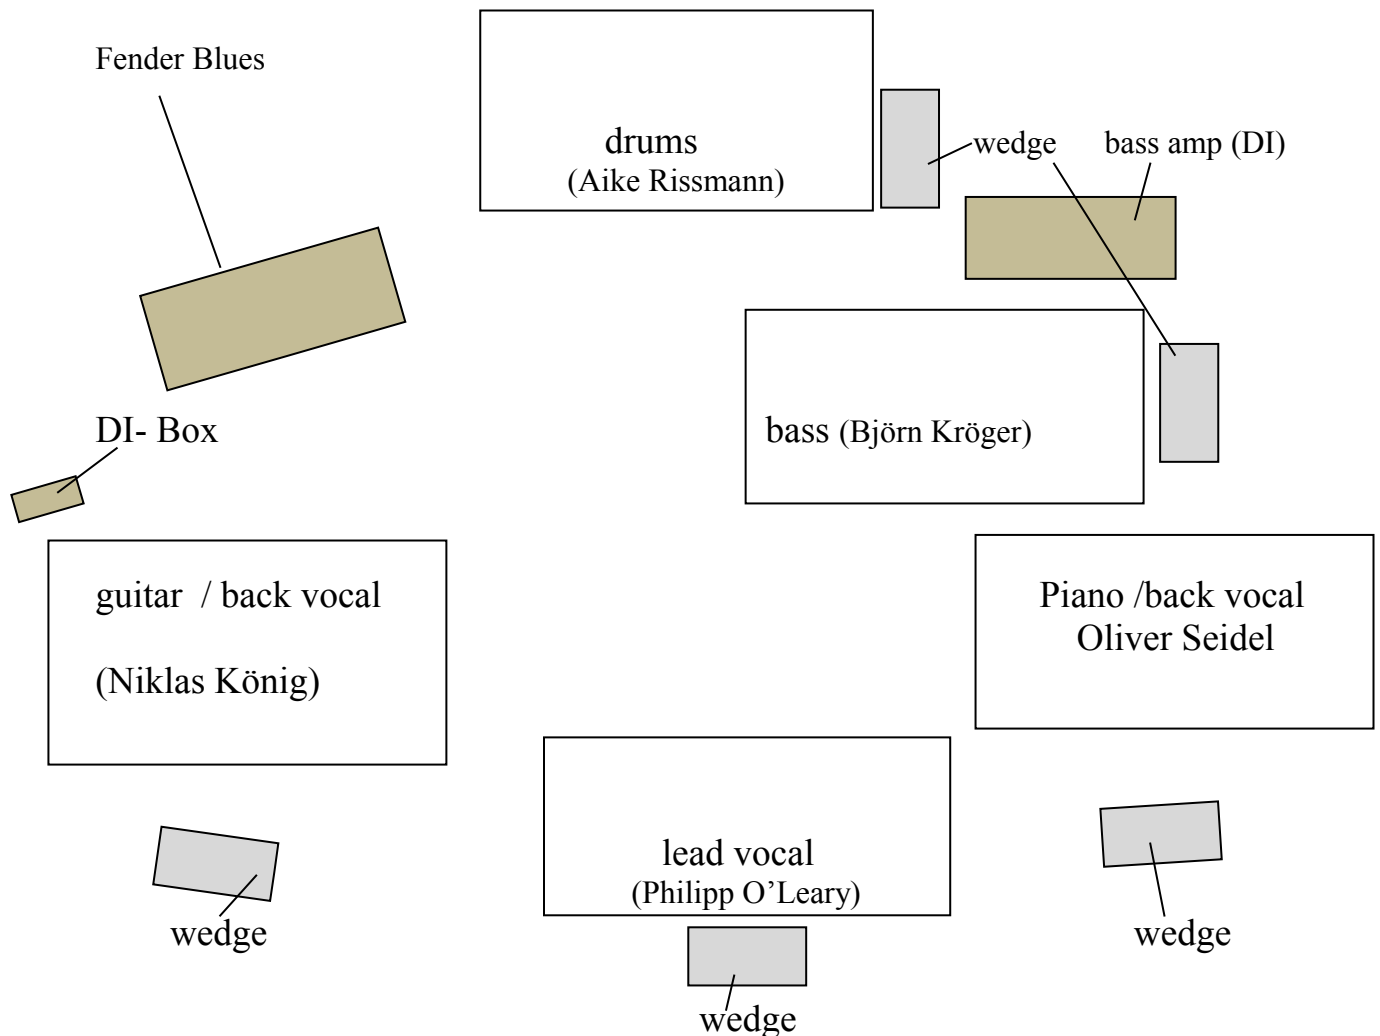 Fender Blues
drums
(Aike Rissmann)
wedge
bass amp (DI)
DI- Box
bass (Björn Kröger)
guitar  / back vocal
(Niklas König)
Piano /back vocal
Oliver Seidel
lead vocal
(Philipp O’Leary)
wedge
wedge
wedge